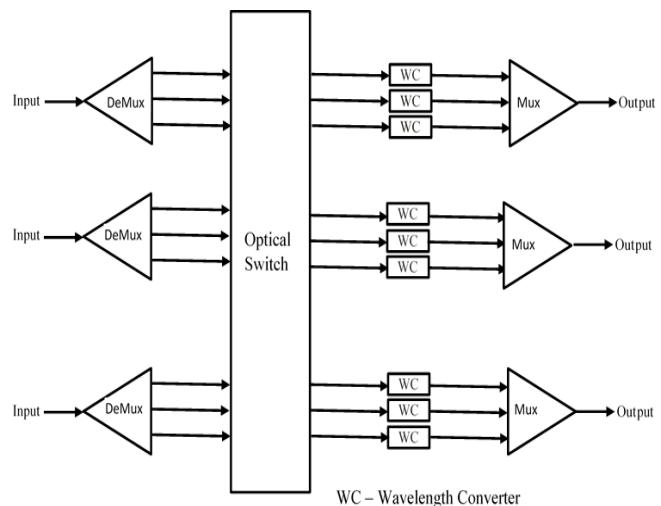 Input
DeMux
WC
WC
WC
Mux
Output
Input
DeMux
Optical
Switch
WC
WC
WC
Mux
Output
Input
DeMux
WC
WC
WC
Mux
Output
WC – Wavelength Converter